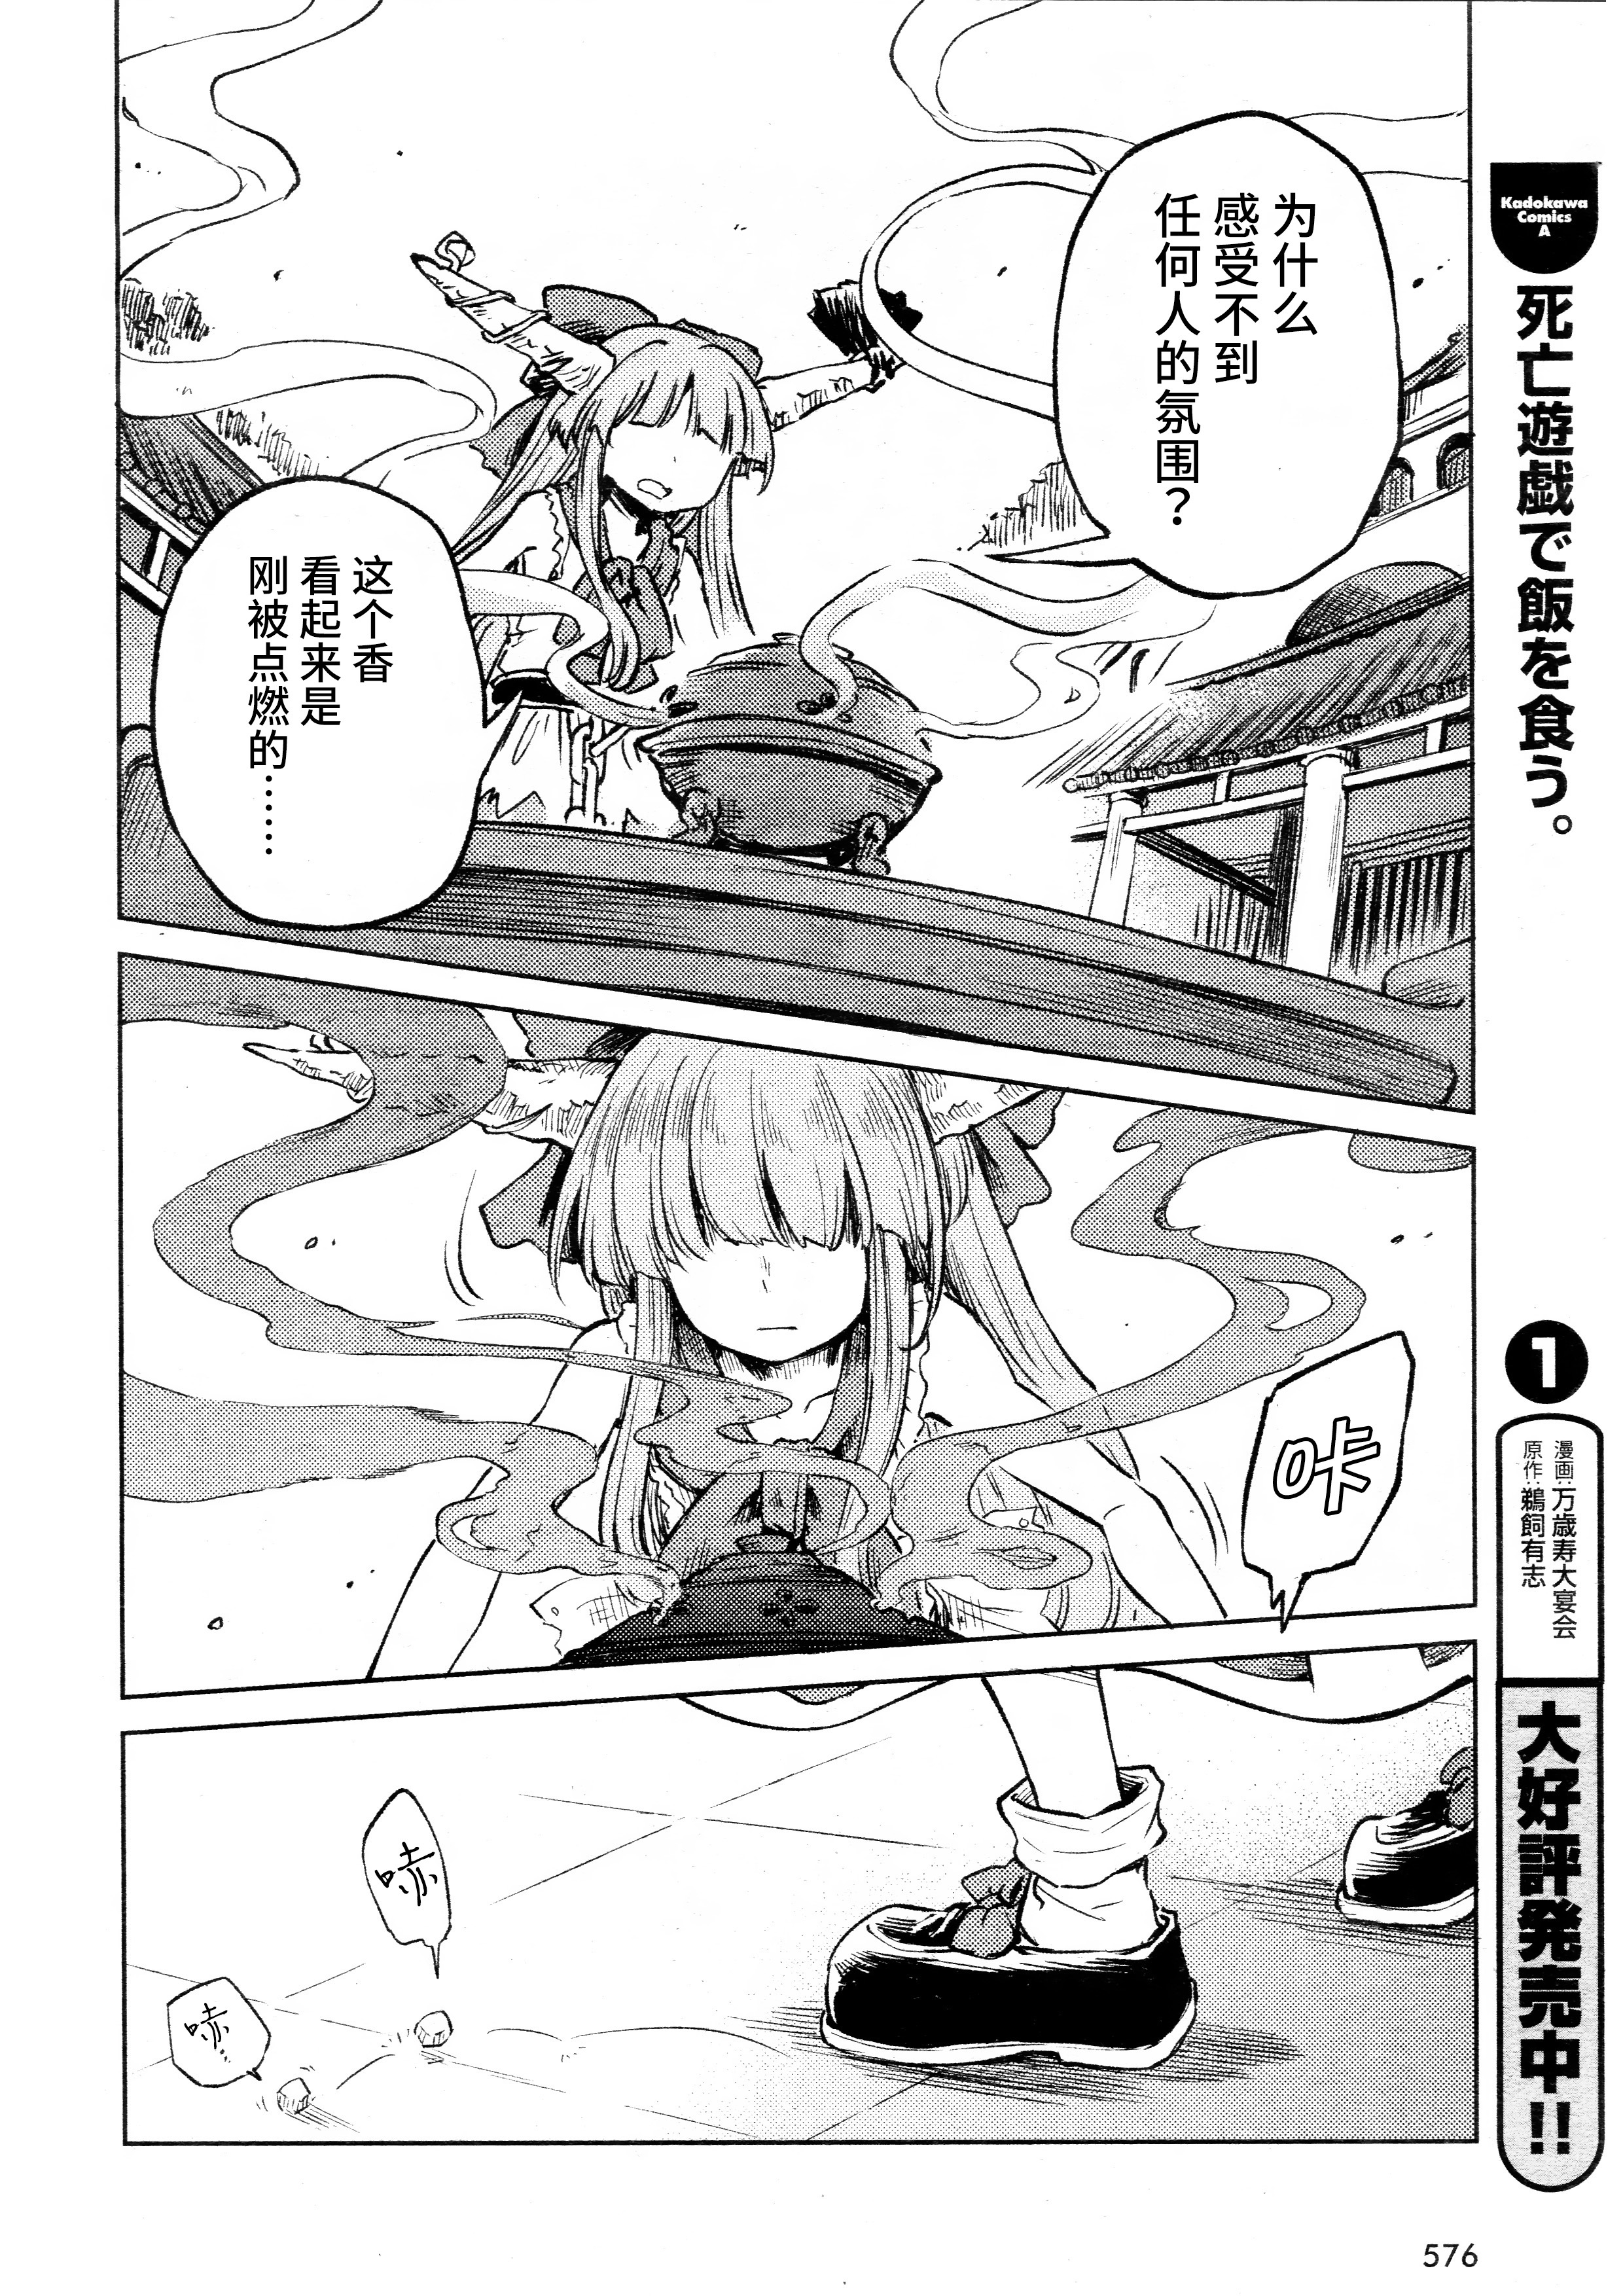 为什么
感受不到
任何人的氛围？
这个香
看起来是
刚被点燃的……
咔
哧
哧…
Kadokawa
Comics
A
死亡遊戯で飯を食う。
1
漫画：万歳寿大宴会
原作：鵜飼有志
大好評発売中!!
576